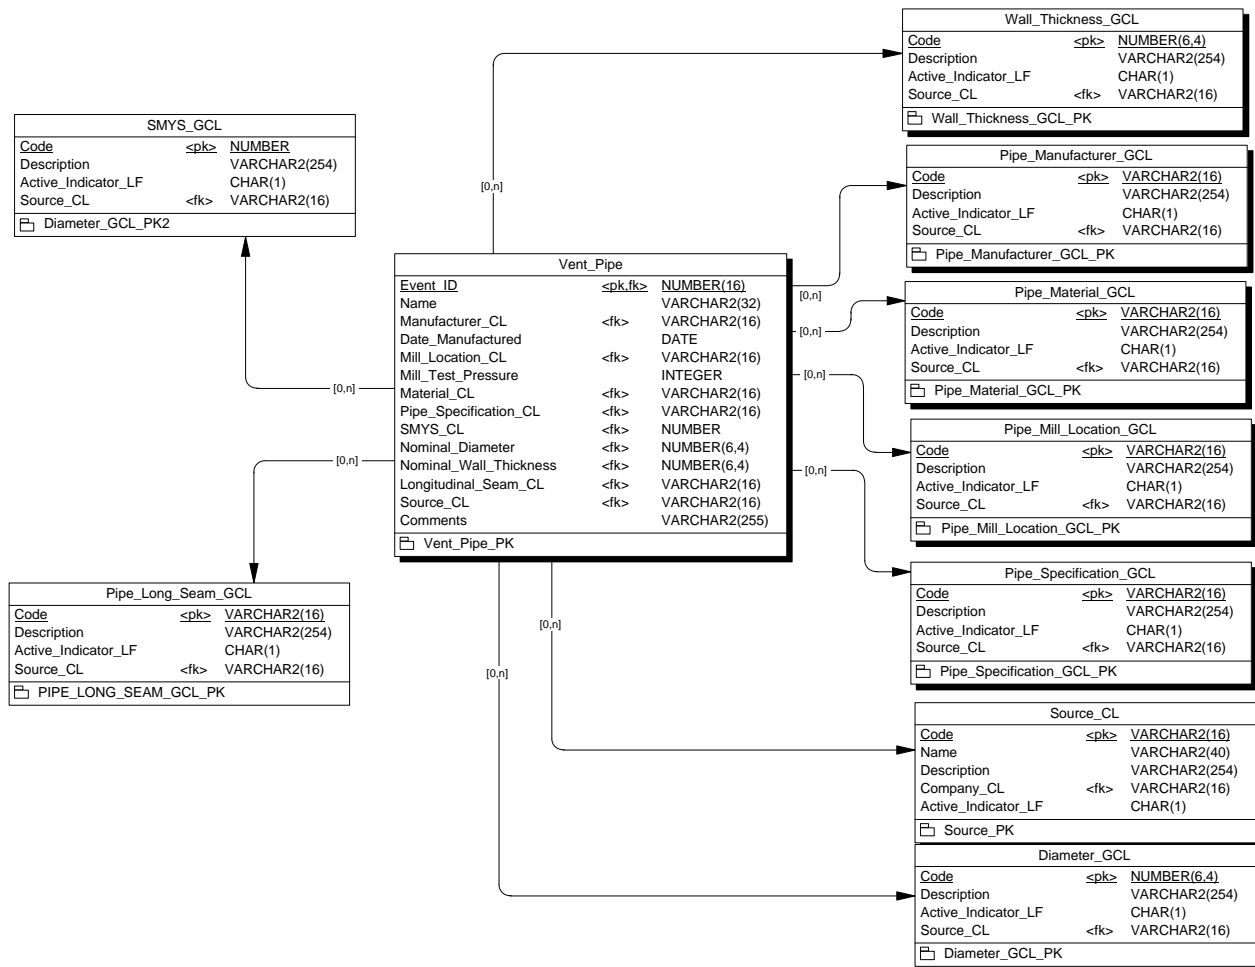 Wall_Thickness_GCL
Code <pk> NUMBER(6,4)
Description VARCHAR2(254)
Active_Indicator_LF CHAR(1)
Source_CL <fk> VARCHAR2(16)
Wall_Thickness_GCL_PK
SMYS_GCL
Code <pk> NUMBER
Description VARCHAR2(254)
Active_Indicator_LF CHAR(1)
Source_CL <fk> VARCHAR2(16)
Diameter_GCL_PK2
Pipe_Manufacturer_GCL
Code <pk> VARCHAR2(16)
Description VARCHAR2(254)
Active_Indicator_LF CHAR(1)
Source_CL <fk> VARCHAR2(16)
Pipe_Manufacturer_GCL_PK
[0,n]
[0,n]
[0,n]
[0,n]
[0,n]
[0,n]
[0,n]
[0,n]
[0,n]
Vent_Pipe
Event_ID <pk,fk> NUMBER(16)
Name VARCHAR2(32)
Manufacturer_CL <fk> VARCHAR2(16)
Date_Manufactured DATE
Mill_Location_CL <fk> VARCHAR2(16)
Mill_Test_Pressure INTEGER
Material_CL <fk> VARCHAR2(16)
Pipe_Specification_CL <fk> VARCHAR2(16)
SMYS_CL <fk> NUMBER
Nominal_Diameter <fk> NUMBER(6,4)
Nominal_Wall_Thickness <fk> NUMBER(6,4)
Longitudinal_Seam_CL <fk> VARCHAR2(16)
Source_CL <fk> VARCHAR2(16)
Comments VARCHAR2(255)
Vent_Pipe_PK
Pipe_Material_GCL
Code <pk> VARCHAR2(16)
Description VARCHAR2(254)
Active_Indicator_LF CHAR(1)
Source_CL <fk> VARCHAR2(16)
Pipe_Material_GCL_PK
Pipe_Mill_Location_GCL
Code <pk> VARCHAR2(16)
Description VARCHAR2(254)
Active_Indicator_LF CHAR(1)
Source_CL <fk> VARCHAR2(16)
Pipe_Mill_Location_GCL_PK
Pipe_Long_Seam_GCL
Code <pk> VARCHAR2(16)
Description VARCHAR2(254)
Active_Indicator_LF CHAR(1)
Source_CL <fk> VARCHAR2(16)
PIPE_LONG_SEAM_GCL_PK
Pipe_Specification_GCL
Code <pk> VARCHAR2(16)
Description VARCHAR2(254)
Active_Indicator_LF CHAR(1)
Source_CL <fk> VARCHAR2(16)
Pipe_Specification_GCL_PK
Source_CL
Code <pk> VARCHAR2(16)
Name VARCHAR2(40)
Description VARCHAR2(254)
Company_CL <fk> VARCHAR2(16)
Active_Indicator_LF CHAR(1)
Source_PK
Diameter_GCL
Code <pk> NUMBER(6,4)
Description VARCHAR2(254)
Active_Indicator_LF CHAR(1)
Source_CL <fk> VARCHAR2(16)
Diameter_GCL_PK